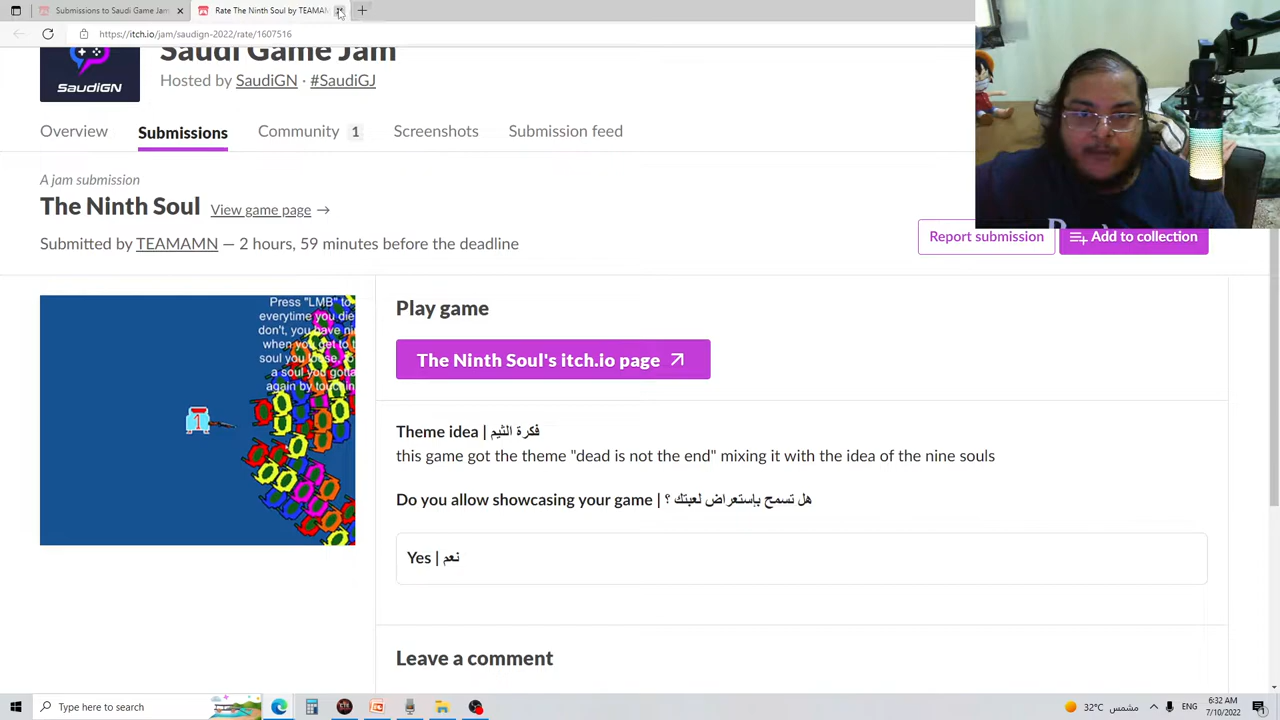 Submissions to Saudi Game Jam
Rate The Ninth Soul by TEAMAMN
https://itch.io/jam/saudign-2022/rate/1607516
Saudi Game Jam
SaudiGN
Hosted by SaudiGN · #SaudiGJ
Overview
Submissions
Community 1
Screenshots
Submission feed
A jam submission
The Ninth Soul View game page →
Submitted by TEAMAMN — 2 hours, 59 minutes before the deadline
Report submission
Add to collection
Press "LMB" to
everytime you die
don't, you have ni
when you get to t
soul you
a soul you gotta
again by
1
Play game
The Ninth Soul's itch.io page
Theme idea | فكرة الثيم
this game got the theme "dead is not the end" mixing it with the idea of the nine souls
Do you allow showcasing your game | هل تسمح بإستعراض لعبتك ؟
Yes | نعم
Leave a comment
Type here to search
32°C مشمس
ENG
6:32 AM
7/10/2022